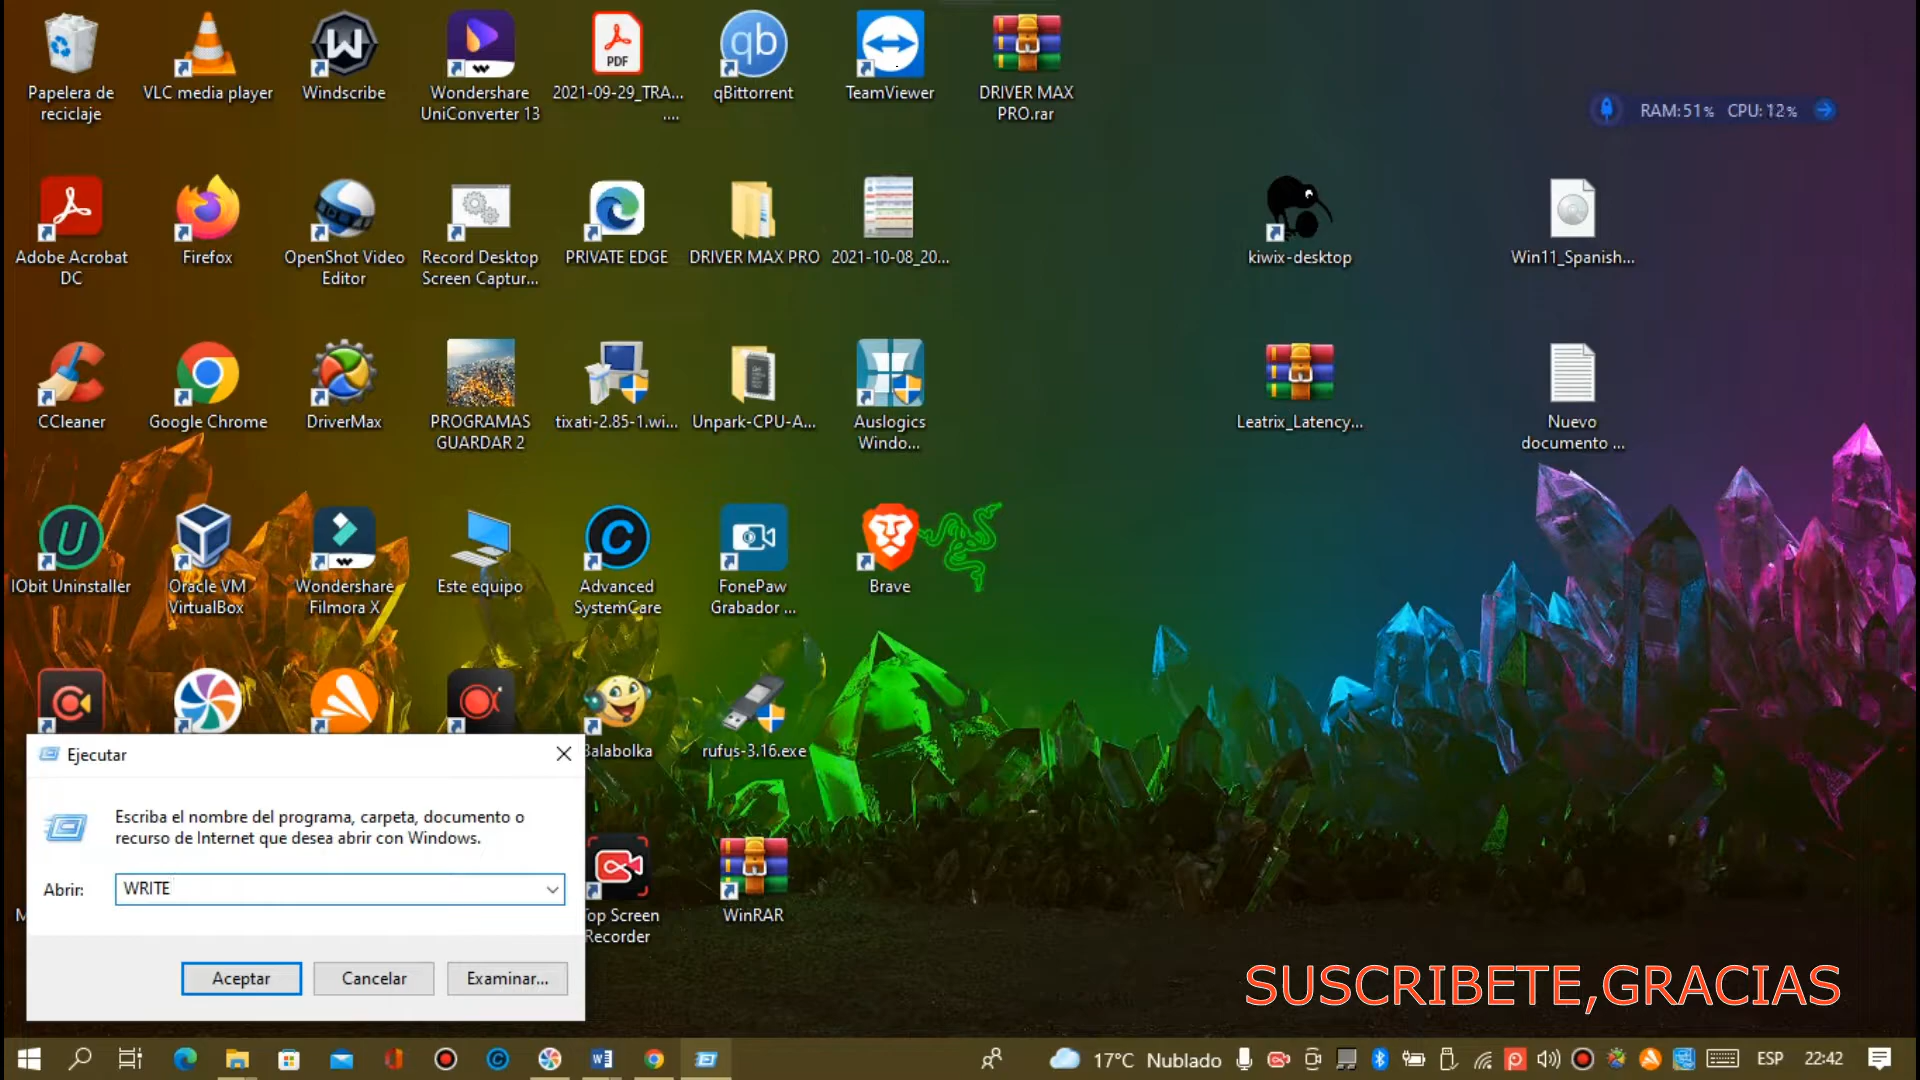 Papelera de
reciclaje
VLC media player
Windscribe
Wondershare
UniConverter 13
PDF
2021-09-29_TRA...
....
qb
qBittorrent
TeamViewer
DRIVER MAX
PRO.rar
RAM:51% CPU:12%
Adobe Acrobat
DC
Firefox
OpenShot Video
Editor
Record Desktop
Screen Captur...
PRIVATE EDGE
DRIVER MAX PRO
2021-10-08_20...
kiwix-desktop
Win11_Spanish...
CCleaner
Google Chrome
DriverMax
PROGRAMAS
GUARDAR 2
tixati-2.85-1.wi...
Unpark-CPU-A...
Auslogics
Windo...
Leatrix_Latency...
Nuevo
documento ...
IObit Uninstaller
Oracle VM
VirtualBox
Wondershare
Filmora X
Este equipo
Advanced
SystemCare
FonePaw
Grabador ...
Brave
Balabolka
rufus-3.16.exe
Ejecutar
Escriba el nombre del programa, carpeta, documento o
recurso de Internet que desea abrir con Windows.
Abrir: WRITE
Aceptar Cancelar Examinar...
Top Screen
Recorder
WinRAR
SUSCRIBETE,GRACIAS
17°C Nublado ESP 22:42